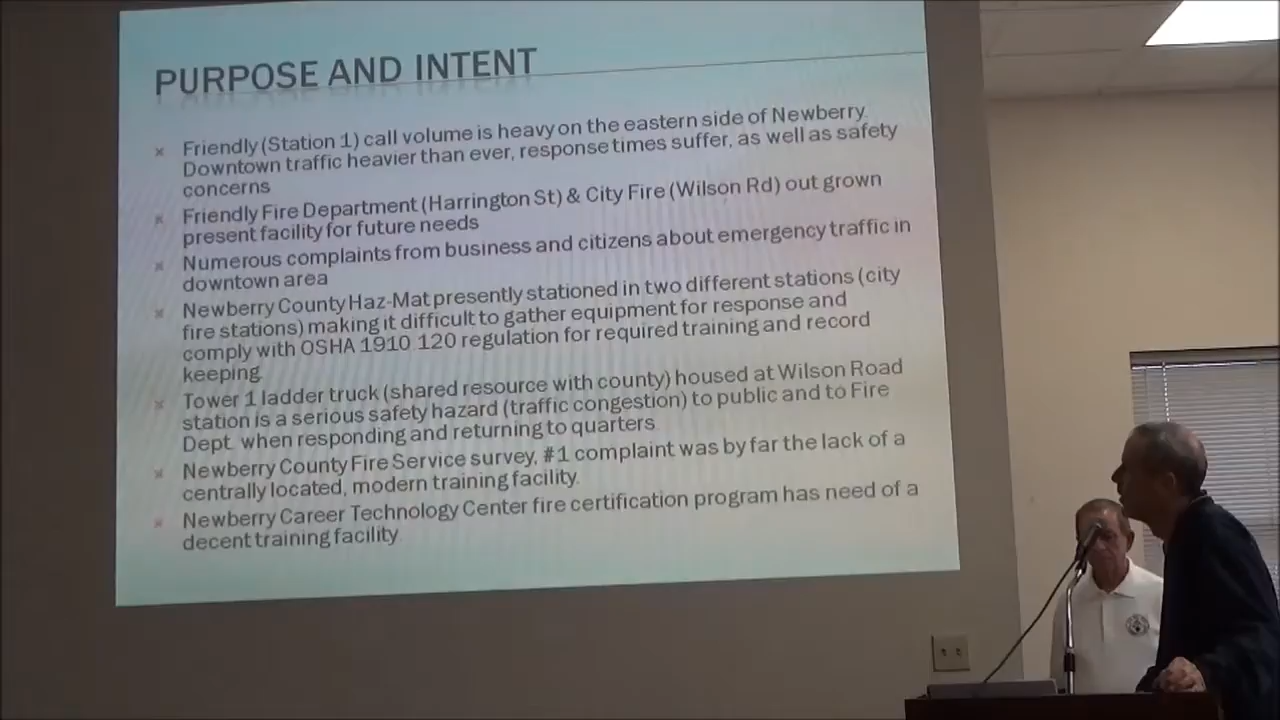 PURPOSE AND INTENT
Friendly (Station 1) call volume is heavy on the eastern side of Newberry.
Downtown traffic heavier than ever, response times suffer, as well as safety
concerns
Friendly Fire Department (Harrington St) & City Fire (Wilson Rd) out grown
present facility for future needs
Numerous complaints from business and citizens about emergency traffic in
downtown area
Newberry County Haz-Mat presently stationed in two different stations (city
fire stations) making it difficult to gather equipment for response and
comply with OSHA 1910.120 regulation for required training and record
keeping.
Tower 1 ladder truck (shared resource with county) housed at Wilson Road
station is a serious safety hazard (traffic congestion) to public and to Fire
Dept. when responding and returning to quarters.
Newberry County Fire Service survey, #1 complaint was by far the lack of a
centrally located, modern training facility.
Newberry Career Technology Center fire certification program has need of a
decent training facility